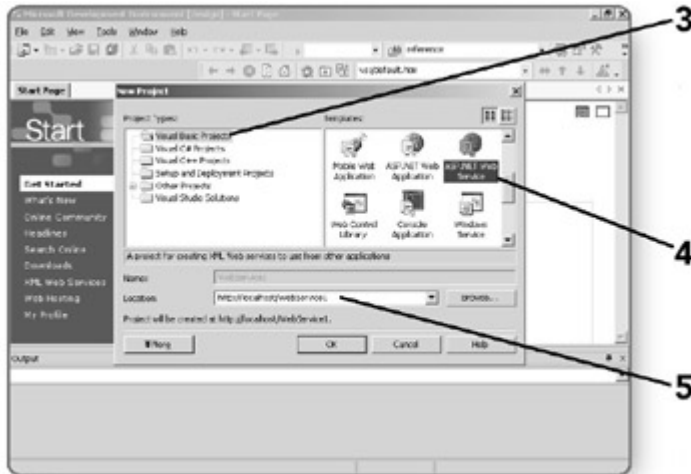 Microsoft Development Environment [design] - Start Page
File Edit View Tools Window Help
reference
vs:/default.htm
Start Page
New Project
3
Project Types:
Templates:
Start
Visual Basic Projects
Visual C# Projects
Visual C++ Projects
Setup and Deployment Projects
Other Projects
Visual Studio Solutions
Mobile Web Application
ASP.NET Web Application
ASP.NET Web Service
Get Started
What's New
Online Community
Headlines
Search Online
Downloads
XML Web Services
Web Hosting
My Profile
Web Control Library
Console Application
Windows Service
4
A project for creating XML Web services to use from other applications
Name:
WebService1
Location:
http://localhost/WebService1
Browse...
Project will be created at http://localhost/WebService1.
More
OK
Cancel
Help
Output
5